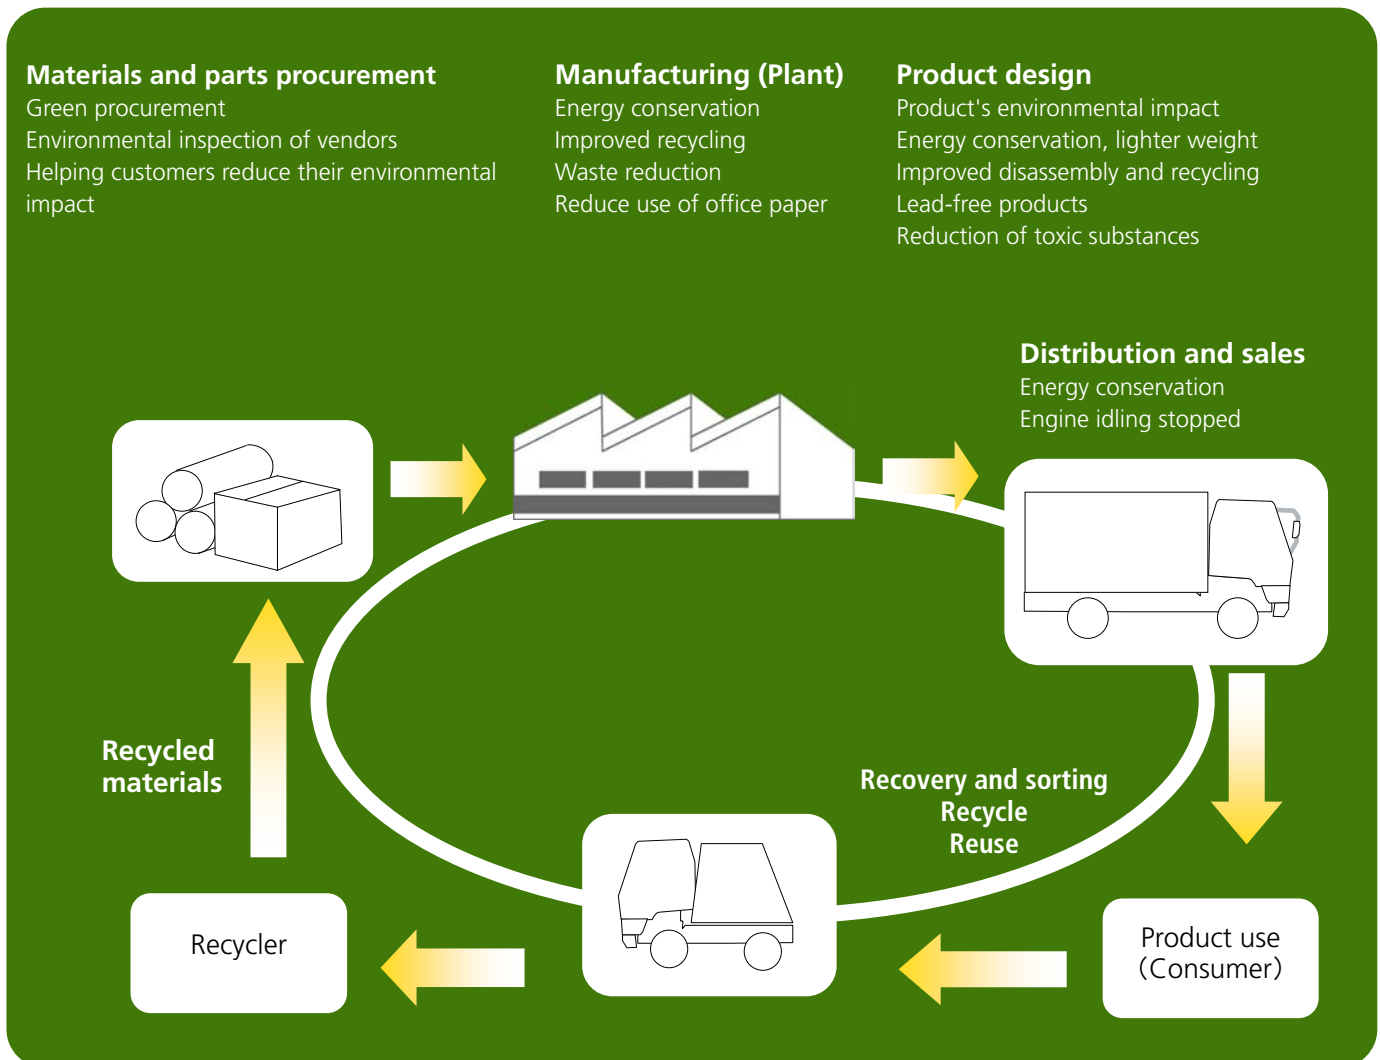 Materials and parts procurement
Green procurement
Environmental inspection of vendors
Helping customers reduce their environmental
impact
Manufacturing (Plant)
Energy conservation
Improved recycling
Waste reduction
Reduce use of office paper
Product design
Product's environmental impact
Energy conservation, lighter weight
Improved disassembly and recycling
Lead-free products
Reduction of toxic substances
Distribution and sales
Energy conservation
Engine idling stopped
Recycled
materials
Recovery and sorting
Recycle
Reuse
Recycler
Product use
（Consumer）